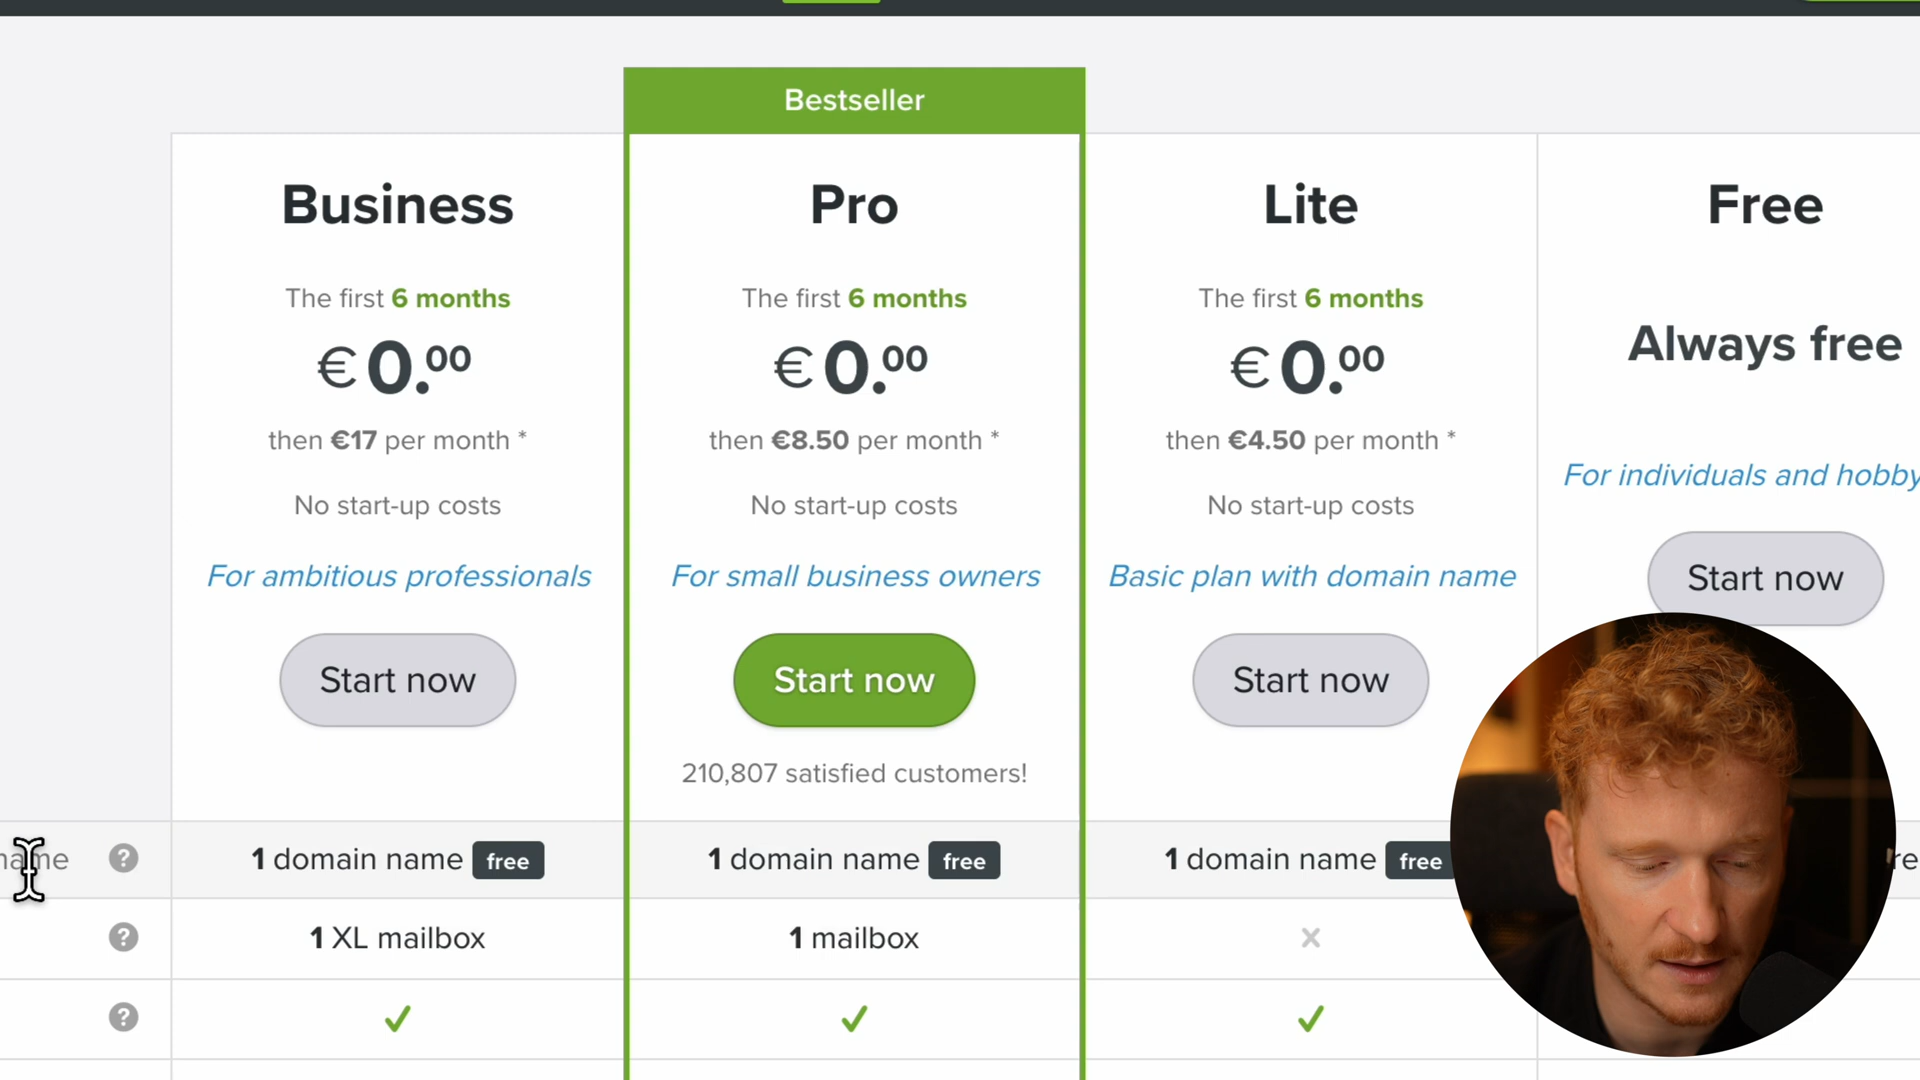 Bestseller
Business
The first 6 months
€0.00
then €17 per month *
No start-up costs
For ambitious professionals
Start now
Pro
The first 6 months
€0.00
then €8.50 per month *
No start-up costs
For small business owners
Start now
210,807 satisfied customers!
Lite
The first 6 months
€0.00
then €4.50 per month *
No start-up costs
Basic plan with domain name
Start now
Free
Always free
For individuals and hobby
Start now
name ? 1 domain name free 1 domain name free 1 domain name free
? 1 XL mailbox 1 mailbox
?